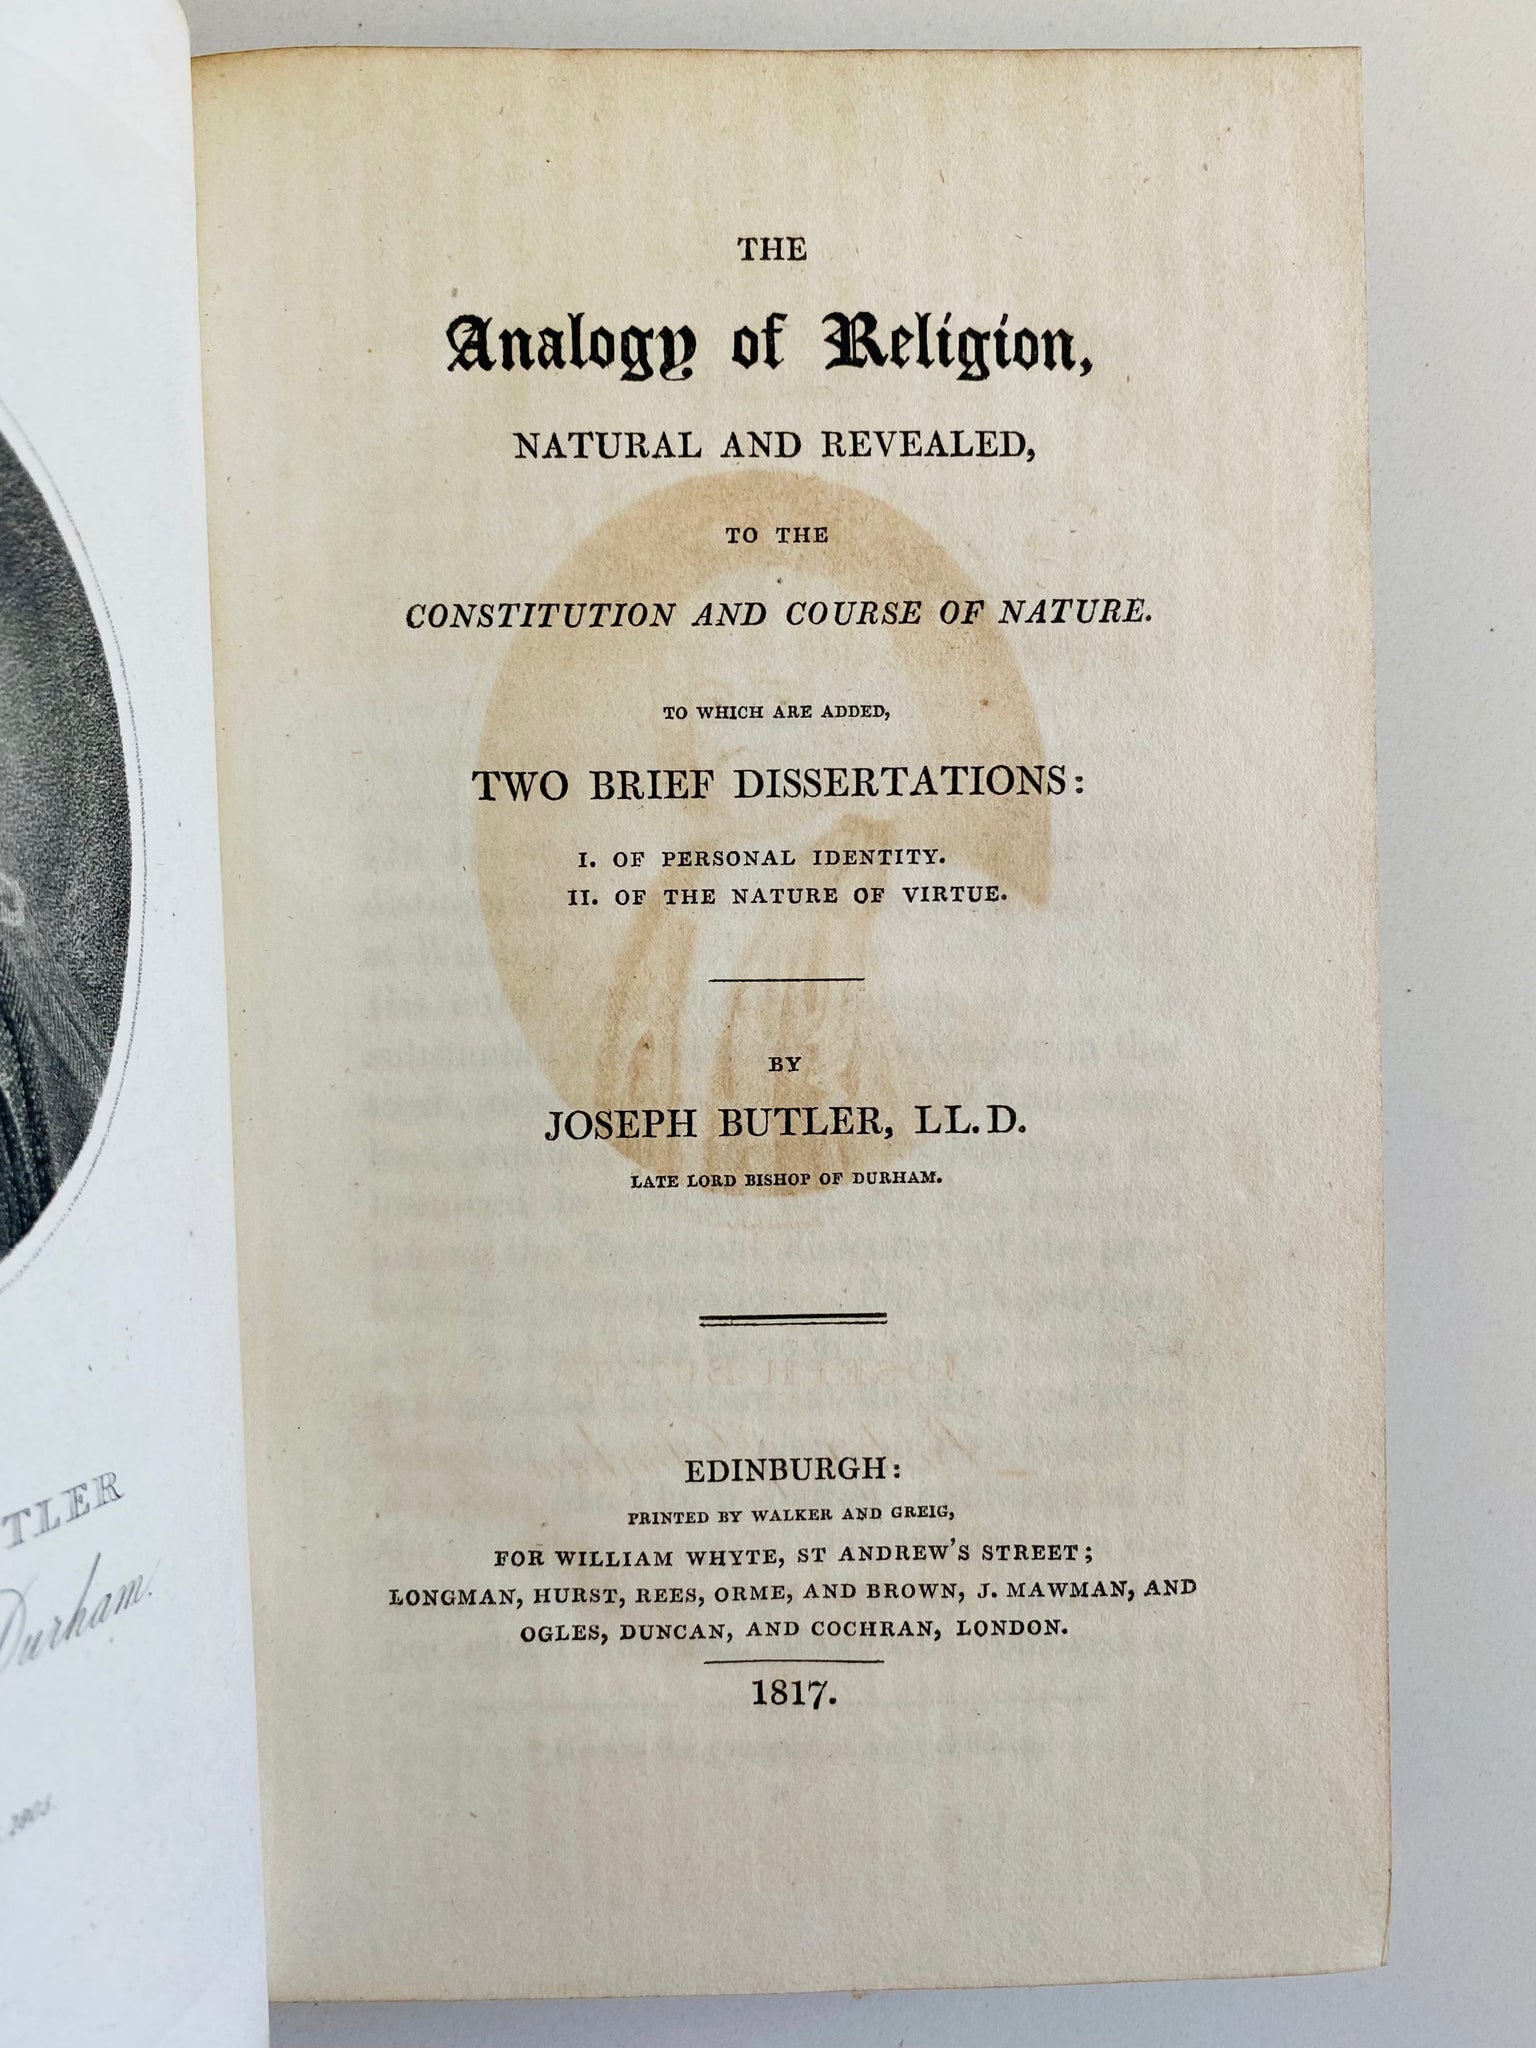 THE
Analogy of Religion,
NATURAL AND REVEALED,
TO THE
CONSTITUTION AND COURSE OF NATURE.
TO WHICH ARE ADDED,
TWO BRIEF DISSERTATIONS:
I. OF PERSONAL IDENTITY.
II. OF THE NATURE OF VIRTUE.
BY
JOSEPH BUTLER, LL.D.
LATE LORD BISHOP OF DURHAM.
EDINBURGH:
PRINTED BY WALKER AND GREIG,
FOR WILLIAM WHYTE, ST ANDREW'S STREET;
LONGMAN, HURST, REES, ORME, AND BROWN, J. MAWMAN, AND
OGLES, DUNCAN, AND COCHRAN, LONDON.
1817.
TLER
Durham.